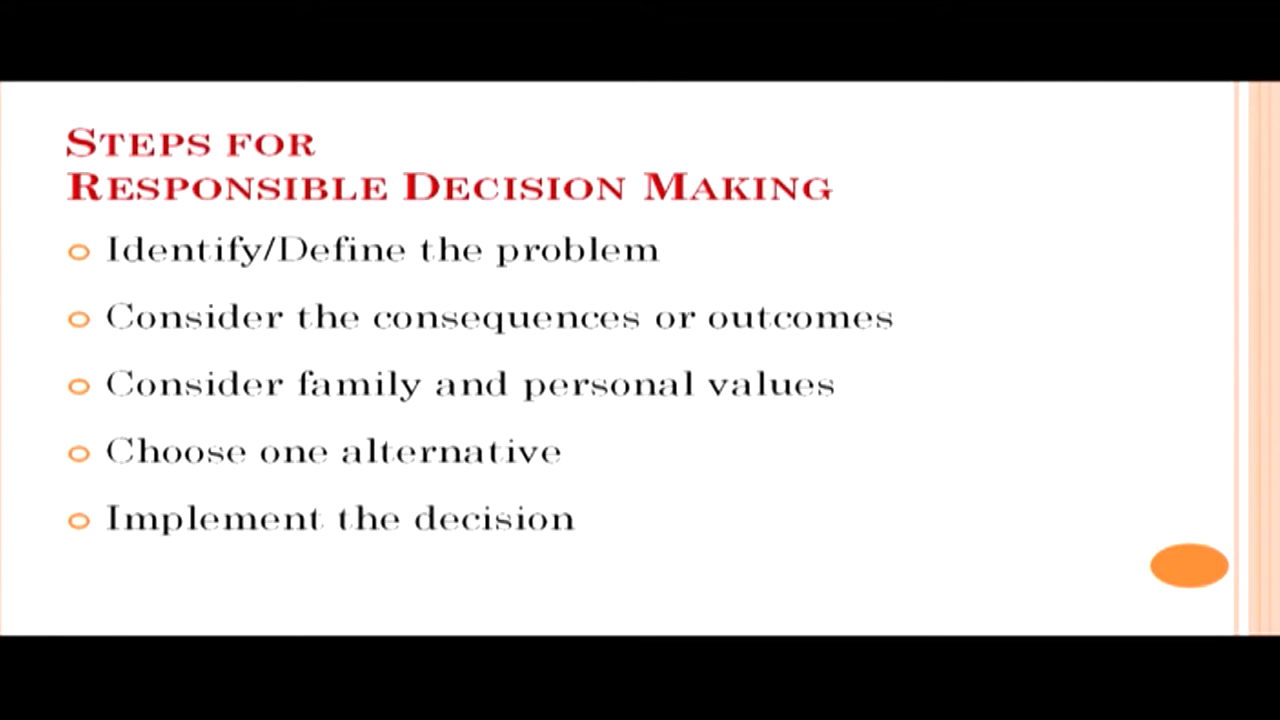 Steps for
Responsible Decision Making
Identify/Define the problem
Consider the consequences or outcomes
Consider family and personal values
Choose one alternative
Implement the decision